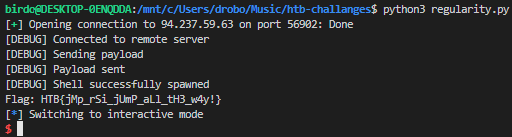 birdo@DESKTOP-0ENQDDA:/mnt/c/Users/drobo/Music/htb-challanges$ python3 regularity.py
[+] Opening connection to 94.237.59.63 on port 56902: Done
[DEBUG] Connected to remote server
[DEBUG] Sending payload
[DEBUG] Payload sent
[DEBUG] Shell successfully spawned
Flag: HTB{jMp_rSi_jUmP_aLl_tH3_w4y!}
[*] Switching to interactive mode
$